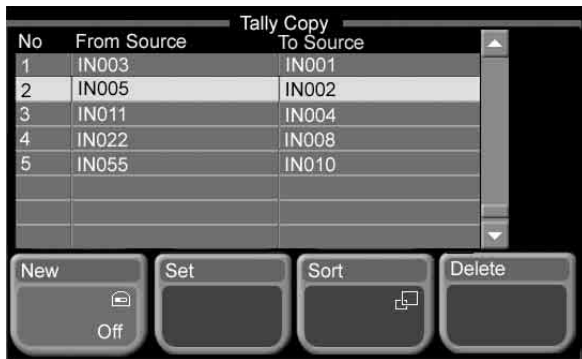 Tally Copy
No From Source To Source
1 IN003 IN001
2 IN005 IN002
3 IN011 IN004
4 IN022 IN008
5 IN055 IN010
New Set Sort Delete
Off